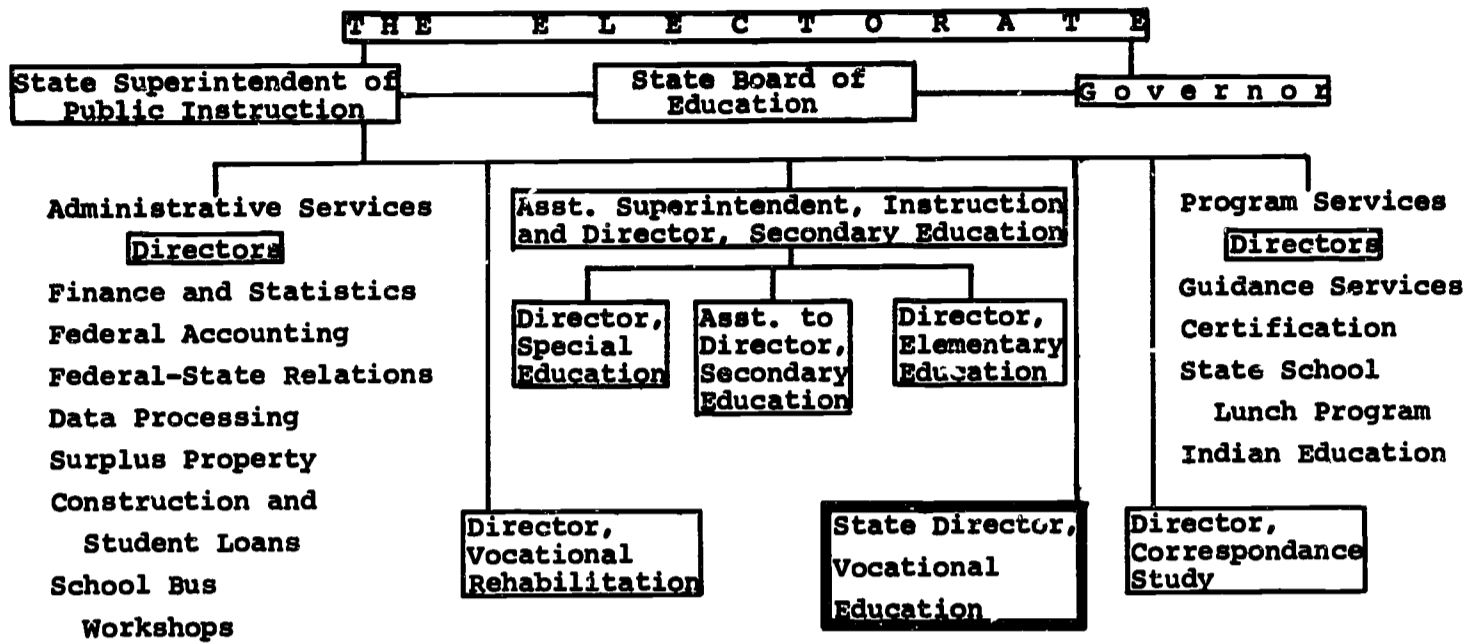 THE ELECTORATE
State Superintendent of
Public Instruction
State Board of
Education
Governor
Administrative Services
Directors
Finance and Statistics
Federal Accounting
Federal-State Relations
Data Processing
Surplus Property
Construction and
Student Loans
School Bus
Workshops
Asst. Superintendent, Instruction
and Director, Secondary Education
Director,
Special
Education
Asst. to
Director,
Secondary
Education
Director,
Elementary
Education
Program Services
Directors
Guidance Services
Certification
State School
Lunch Program
Indian Education
Director,
Vocational
Rehabilitation
State Director,
Vocational
Education
Director,
Correspondance
Study